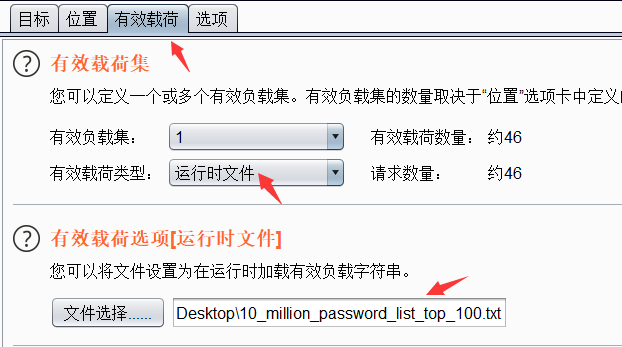 目标 位置 有效载荷 选项
? 有效载荷集
您可以定义一个或多个有效负载集。有效负载集的数量取决于“位置”选项卡中定义的
有效负载集： 1 有效载荷数量： 约46
有效载荷类型： 运行时文件 请求数量： 约46
? 有效载荷选项[运行时文件]
您可以将文件设置为在运行时加载有效负载字符串。
文件选择...... Desktop\10_million_password_list_top_100.txt